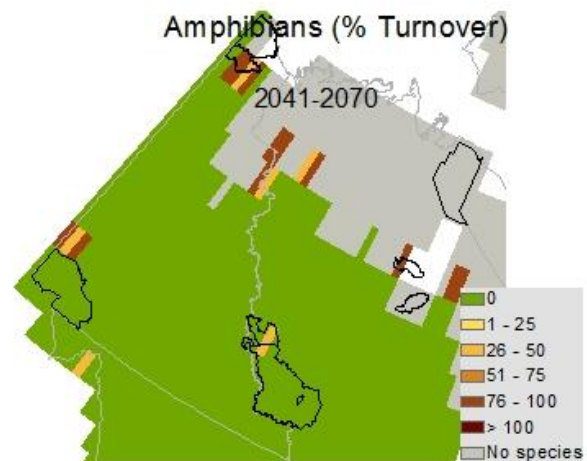 Amphibians (% Turnover)
2041-2070
0
1 - 25
26 - 50
51 - 75
76 - 100
> 100
No species